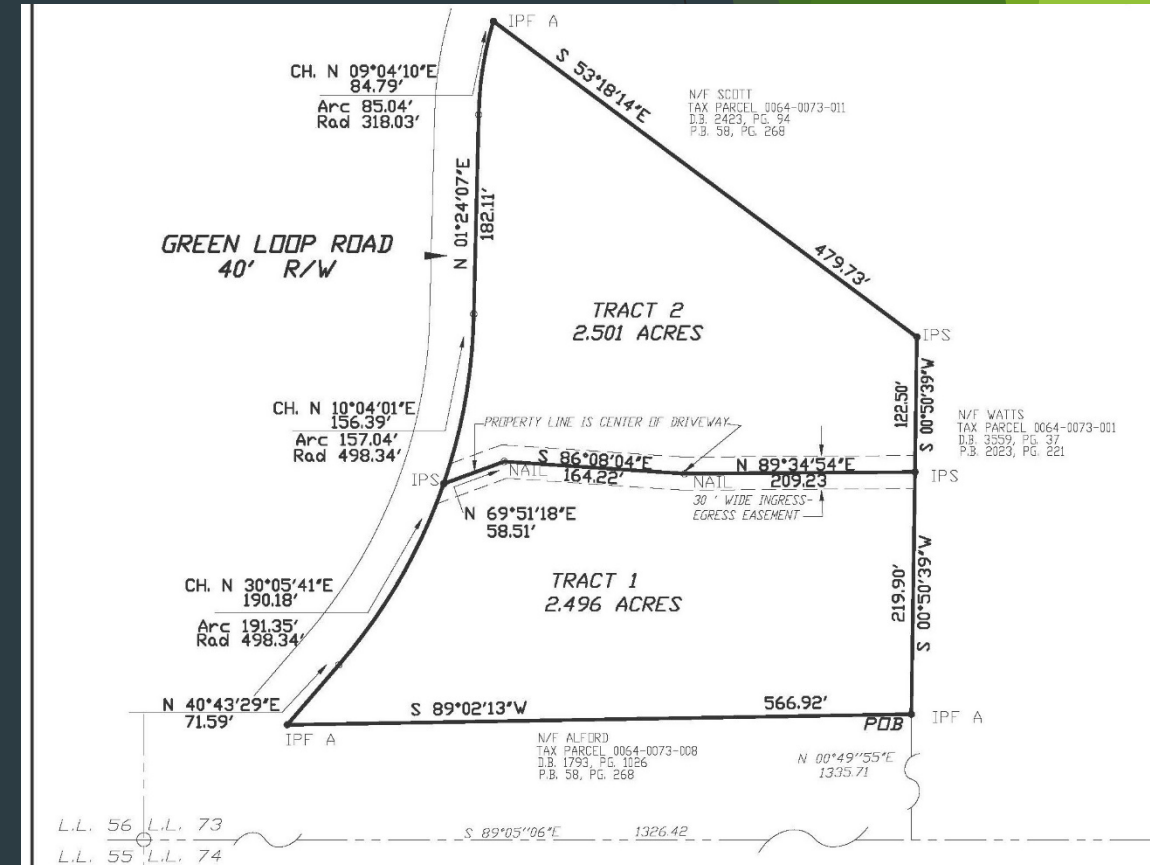 IPF A
CH. N 09°04'10"E
84.79'
Arc 85.04'
Rad 318.03'
S 53°18'14"E
479.73'
N/F SCOTT
TAX PARCEL 0064-0073-011
D.B. 2423, PG. 94
P.B. 58, PG. 268
N 01°24'07"E
182.11'
GREEN LOOP ROAD
40' R/W
TRACT 2
2.501 ACRES
IPS
122.50'
S 00°50'39"W
CH. N 10°04'01"E
156.39'
Arc 157.04'
Rad 498.34'
PROPERTY LINE IS CENTER OF DRIVEWAY
N/F WATTS
TAX PARCEL 0064-0073-001
D.B. 3559, PG. 37
P.B. 2023, PG. 221
IPS
NAIL
S 86°08'04"E
164.22'
NAIL
N 89°34'54"E
209.23
IPS
30 ' WIDE INGRESS-
EGRESS EASEMENT
N 69°51'18"E
58.51'
CH. N 30°05'41"E
190.18'
Arc 191.35'
Rad 498.34'
TRACT 1
2.496 ACRES
219.90'
S 00°50'39"W
N 40°43'29"E
71.59'
S 89°02'13"W
566.92'
POB
IPF A
IPF A
N/F ALFORD
TAX PARCEL 0064-0073-008
D.B. 1793, PG. 1026
P.B. 58, PG. 268
N 00°49''55"E
1335.71
L.L. 56 L.L. 73
S 89°05''06"E 1326.42
L.L. 55 L.L. 74